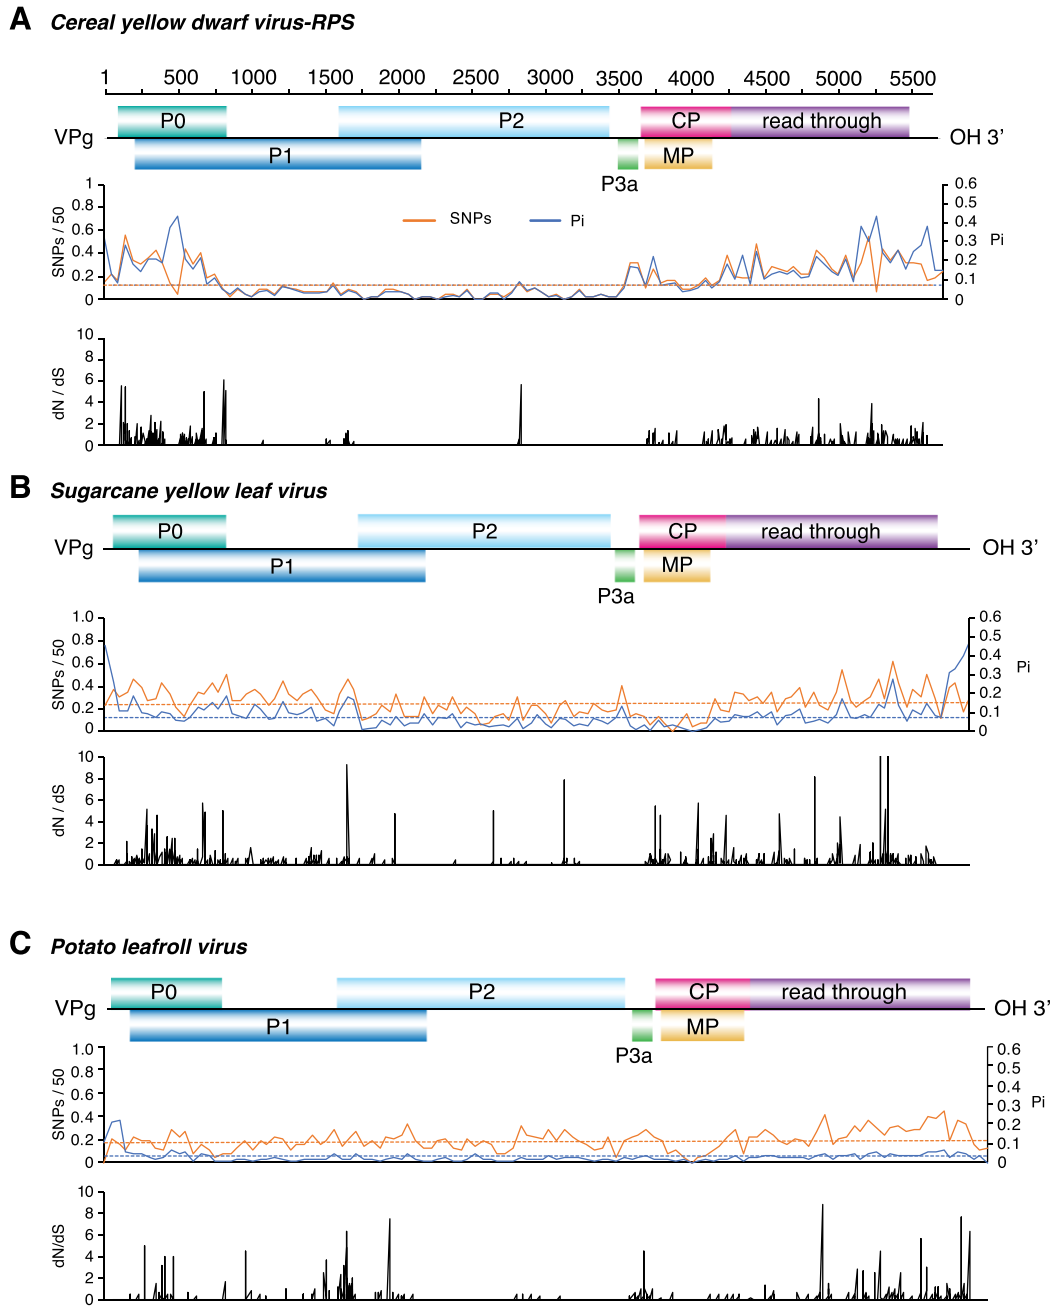 A Cereal yellow dwarf virus-RPS
1 500 1000 1500 2000 2500 3000 3500 4000 4500 5000 5500
P0 P2 CP read through
VPg OH 3’
P1 MP
P3a
1 0.8 0.6 0.4 0.2 0
SNPs / 50
SNPs Pi
0.6 0.5 0.4 0.3 0.2 0.1 0
Pi
10 8 6 4 2 0
dN / dS
B Sugarcane yellow leaf virus
P0 P2 CP read through
VPg OH 3’
P1 MP
P3a
1.0 0.8 0.6 0.4 0.2 0
SNPs / 50
0.6 0.5 0.4 0.3 0.2 0.1 0
Pi
10 8 6 4 2 0
dN / dS
C Potato leafroll virus
P0 P2 CP read through
VPg OH 3’
P1 MP
P3a
1.0 0.8 0.6 0.4 0.2 0
SNPs / 50
0.6 0.5 0.4 0.3 0.2 0.1 0
Pi
10 8 6 4 2 0
dN/dS